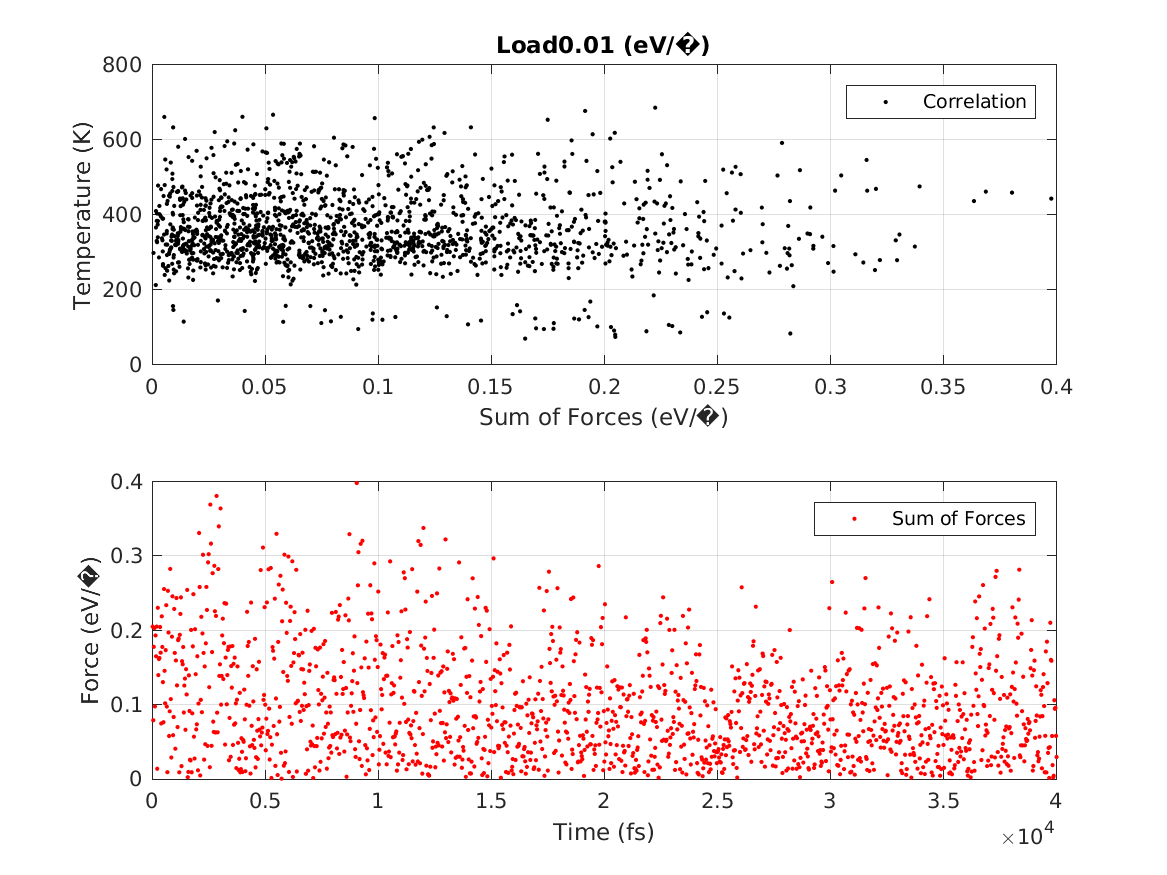 Load0.01 (eV/�)
800
600
400
200
0
Temperature (K)
Correlation
0 0.05 0.1 0.15 0.2 0.25 0.3 0.35 0.4
Sum of Forces (eV/�)
0.4
0.3
0.2
0.1
0
Force (eV/�)
Sum of Forces
0 0.5 1 1.5 2 2.5 3 3.5 4
Time (fs)
×10^4